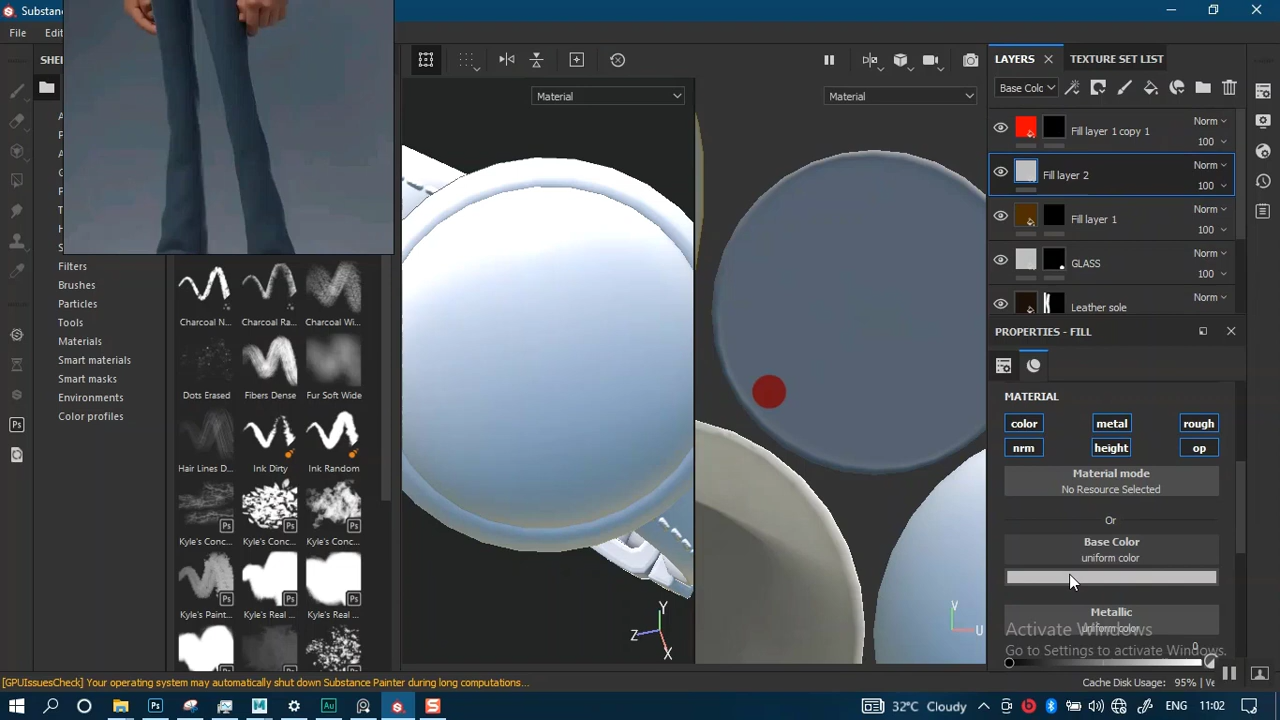 Substanc
File
Edit
SHE
LAYERS
TEXTURE SET LIST
Material
Material
Base Colc
Fill layer 1 copy 1
Norm
100
Fill layer 2
Norm
100
Fill layer 1
Norm
100
GLASS
Norm
100
Leather sole
Norm
PROPERTIES - FILL
MATERIAL
color
metal
rough
nrm
height
op
Material mode
No Resource Selected
Or
Base Color
uniform color
Metallic
uniform color
0
Activate Windows
Go to Settings to activate Windows.
Filters
Brushes
Particles
Tools
Materials
Smart materials
Smart masks
Environments
Color profiles
Charcoal N...
Charcoal Ra...
Charcoal Wi...
Dots Erased
Fibers Dense
Fur Soft Wide
Hair Lines D...
Ink Dirty
Ink Random
Kyle's Conc...
Kyle's Conc...
Kyle's Conc...
Kyle's Paint...
Kyle's Real ...
Kyle's Real ...
Y
Z
X
V
U
[GPUIssuesCheck] Your operating system may automatically shut down Substance Painter during long computations...
Cache Disk Usage: 95% | Ve
32°C Cloudy
ENG
11:02